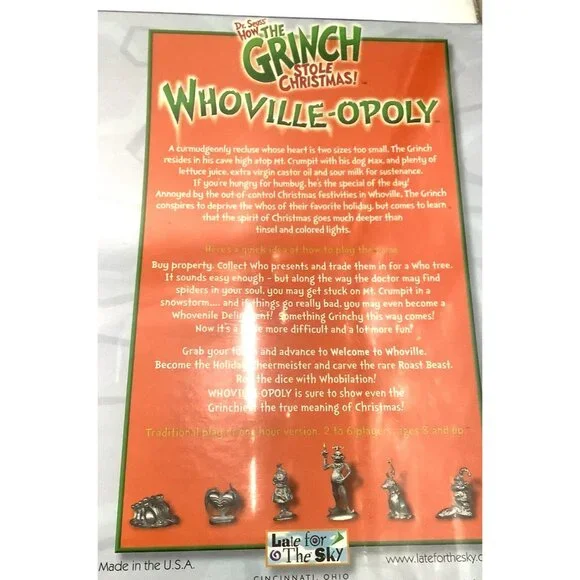 Dr. Seuss'
HOW THE
GRINCH
STOLE
CHRISTMAS!
WHOVILLE-OPOLY
A curmudgeonly recluse whose heart is two sizes too small. The Grinch
resides in his cave high atop Mt. Crumpit with his dog Max, and plenty of
lettuce juice, extra virgin castor oil and sour milk for sustenance.
If you're hungry for humbug, he's the special of the day!
Annoyed by the out-of-control Christmas festivities in Whoville, The Grinch
conspires to deprive the Whos of their favorite holiday, but comes to learn
that the spirit of Christmas goes much deeper than
tinsel and colored lights.
Here's a quick idea of how to play the game
Buy property. Collect Who presents and trade them in for a Who tree.
It sounds easy enough - but along the way the doctor may find
spiders in your soul, you may get stuck on Mt. Crumpit in a
snowstorm.... and if things go really bad, you may even become a
Whovenile Delinquent! Something Grinchy this way comes!
Now it's a more difficult and a lot more fun!
Grab your and advance to Welcome to Whoville.
Become the Holiday Cheermeister and carve the rare Roast Beast.
Roll the dice with Whobilation!
WHOVILLE-OPOLY is sure to show even the
Grinchiest the true meaning of Christmas!
Traditional play or one hour version. 2 to 6 players, ages 8 and up.
Late for
The Sky
Made in the U.S.A.
www.lateforthesky.c
CINCINNATI, OHIO